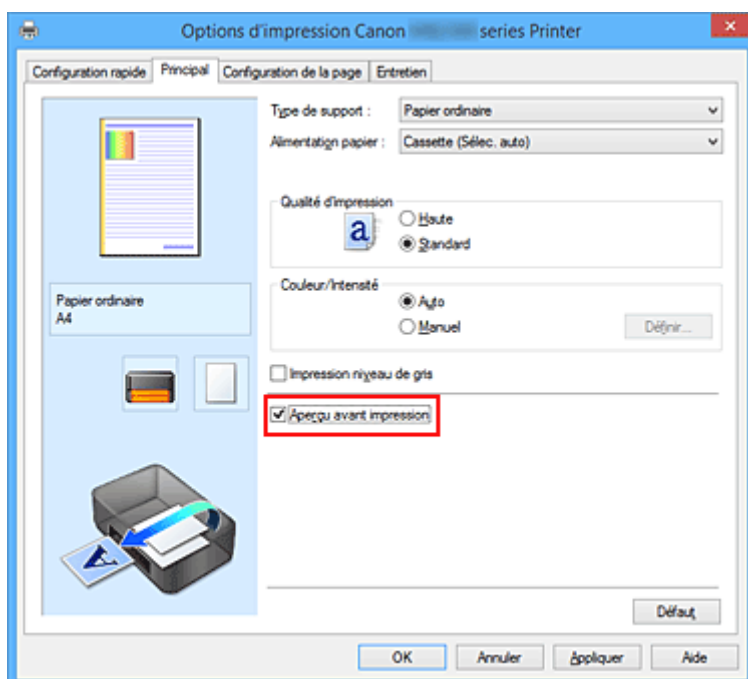 Options d'impression Canon series Printer
Configuration rapide Principal Configuration de la page Entretien
Type de support : Papier ordinaire
Alimentation papier : Cassette (Sélec. auto)
Qualité d'impression
a
Haute
Standard
Couleur/Intensité
Auto
Manuel Définir...
Papier ordinaire
A4
Impression niveau de gris
Aperçu avant impression
A
Défaut
OK Annuler Appliquer Aide